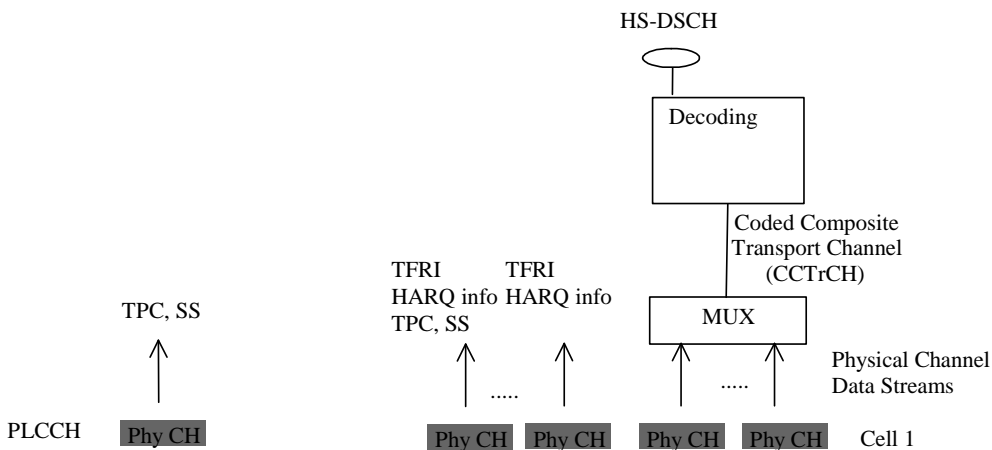 HS-DSCH
Decoding
Coded Composite
Transport Channel
(CCTrCH)
TFRI
HARQ info
TPC, SS
TFRI
HARQ info
TPC, SS
MUX
Physical Channel
Data Streams
.....
.....
PLCCH
Phy CH
Phy CH
Phy CH
Phy CH
Phy CH
Cell 1